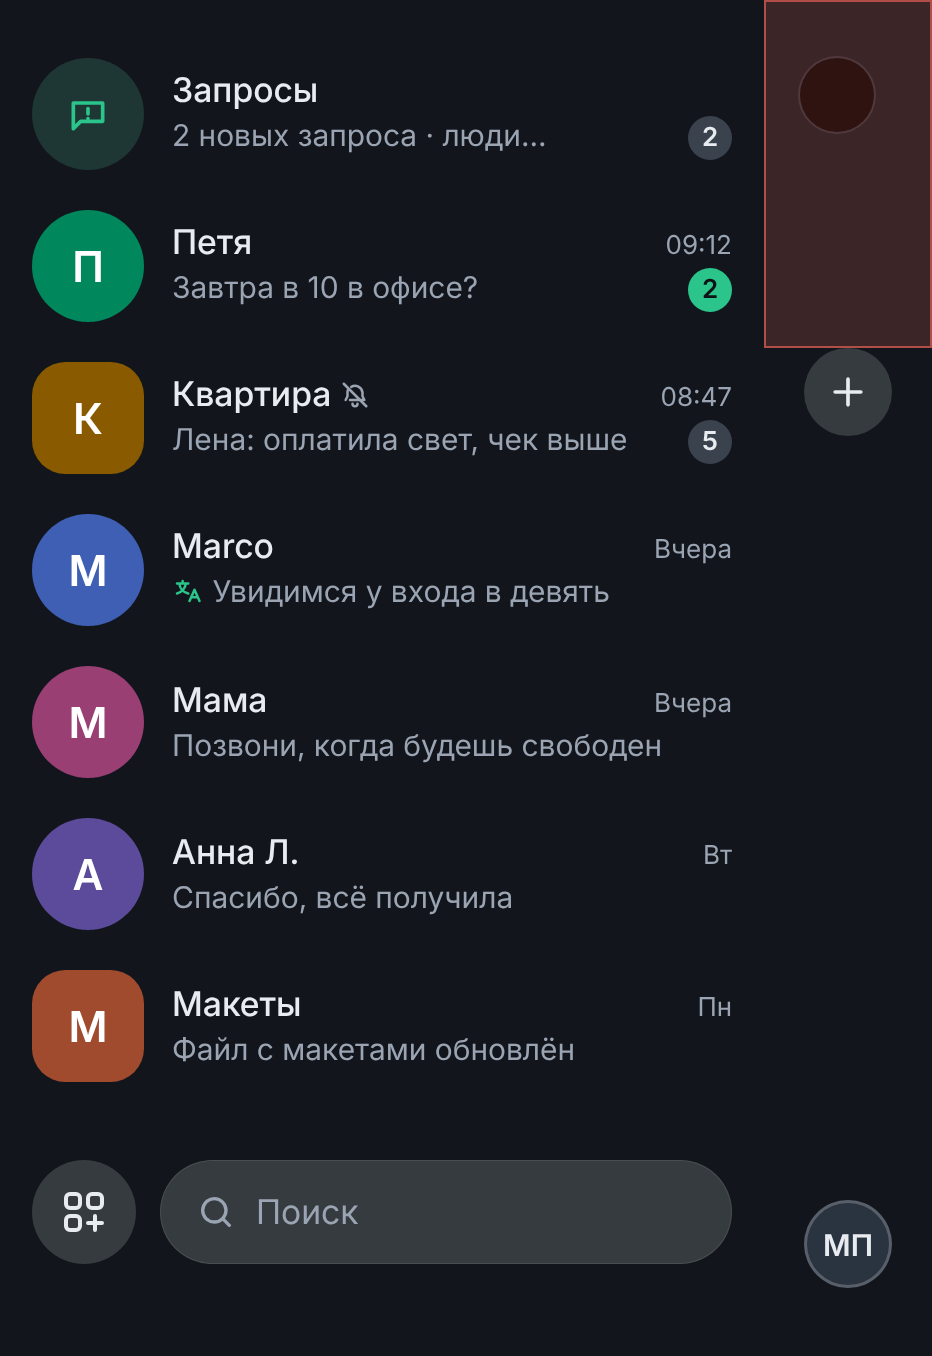 Запросы
2 новых запроса · люди...
2
П
Петя
09:12
Завтра в 10 в офисе?
2
К
Квартира
08:47
Лена: оплатила свет, чек выше
5
M
Marco
Вчера
Увидимся у входа в девять
М
Мама
Вчера
Позвони, когда будешь свободен
А
Анна Л.
Вт
Спасибо, всё получила
М
Макеты
Пн
Файл с макетами обновлён
Поиск
МП